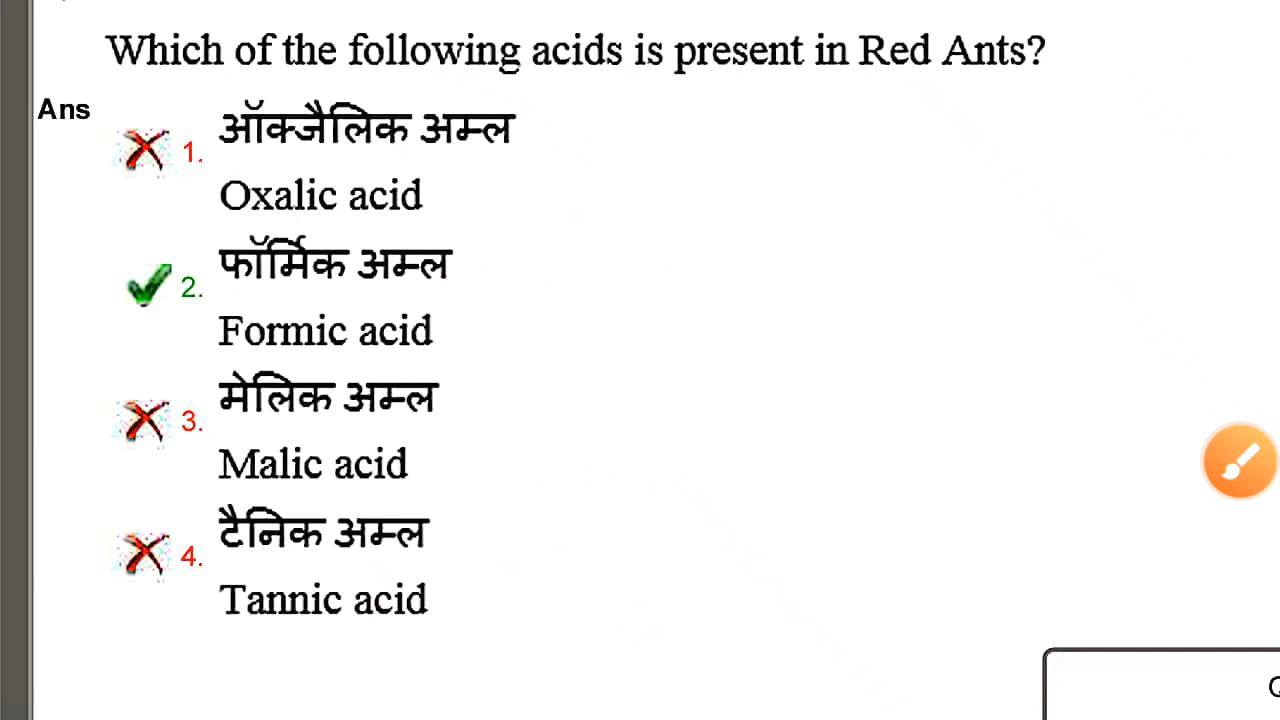 Which of the following acids is present in Red Ants?
Ans
1. ऑक्जैलिक अम्ल
Oxalic acid
2. फॉर्मिक अम्ल
Formic acid
3. मेलिक अम्ल
Malic acid
4. टैनिक अम्ल
Tannic acid